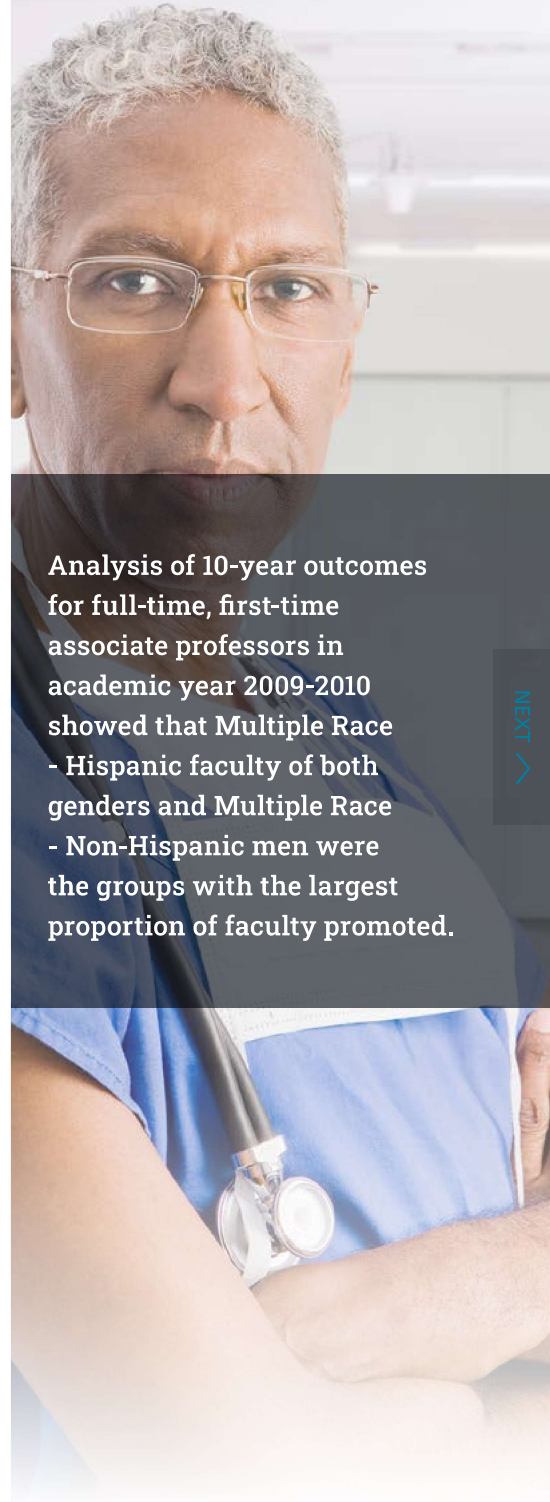 Analysis of 10-year outcomes
for full-time, first-time
associate professors in
academic year 2009-2010
showed that Multiple Race
- Hispanic faculty of both
genders and Multiple Race
- Non-Hispanic men were
the groups with the largest
proportion of faculty promoted.
NEXT